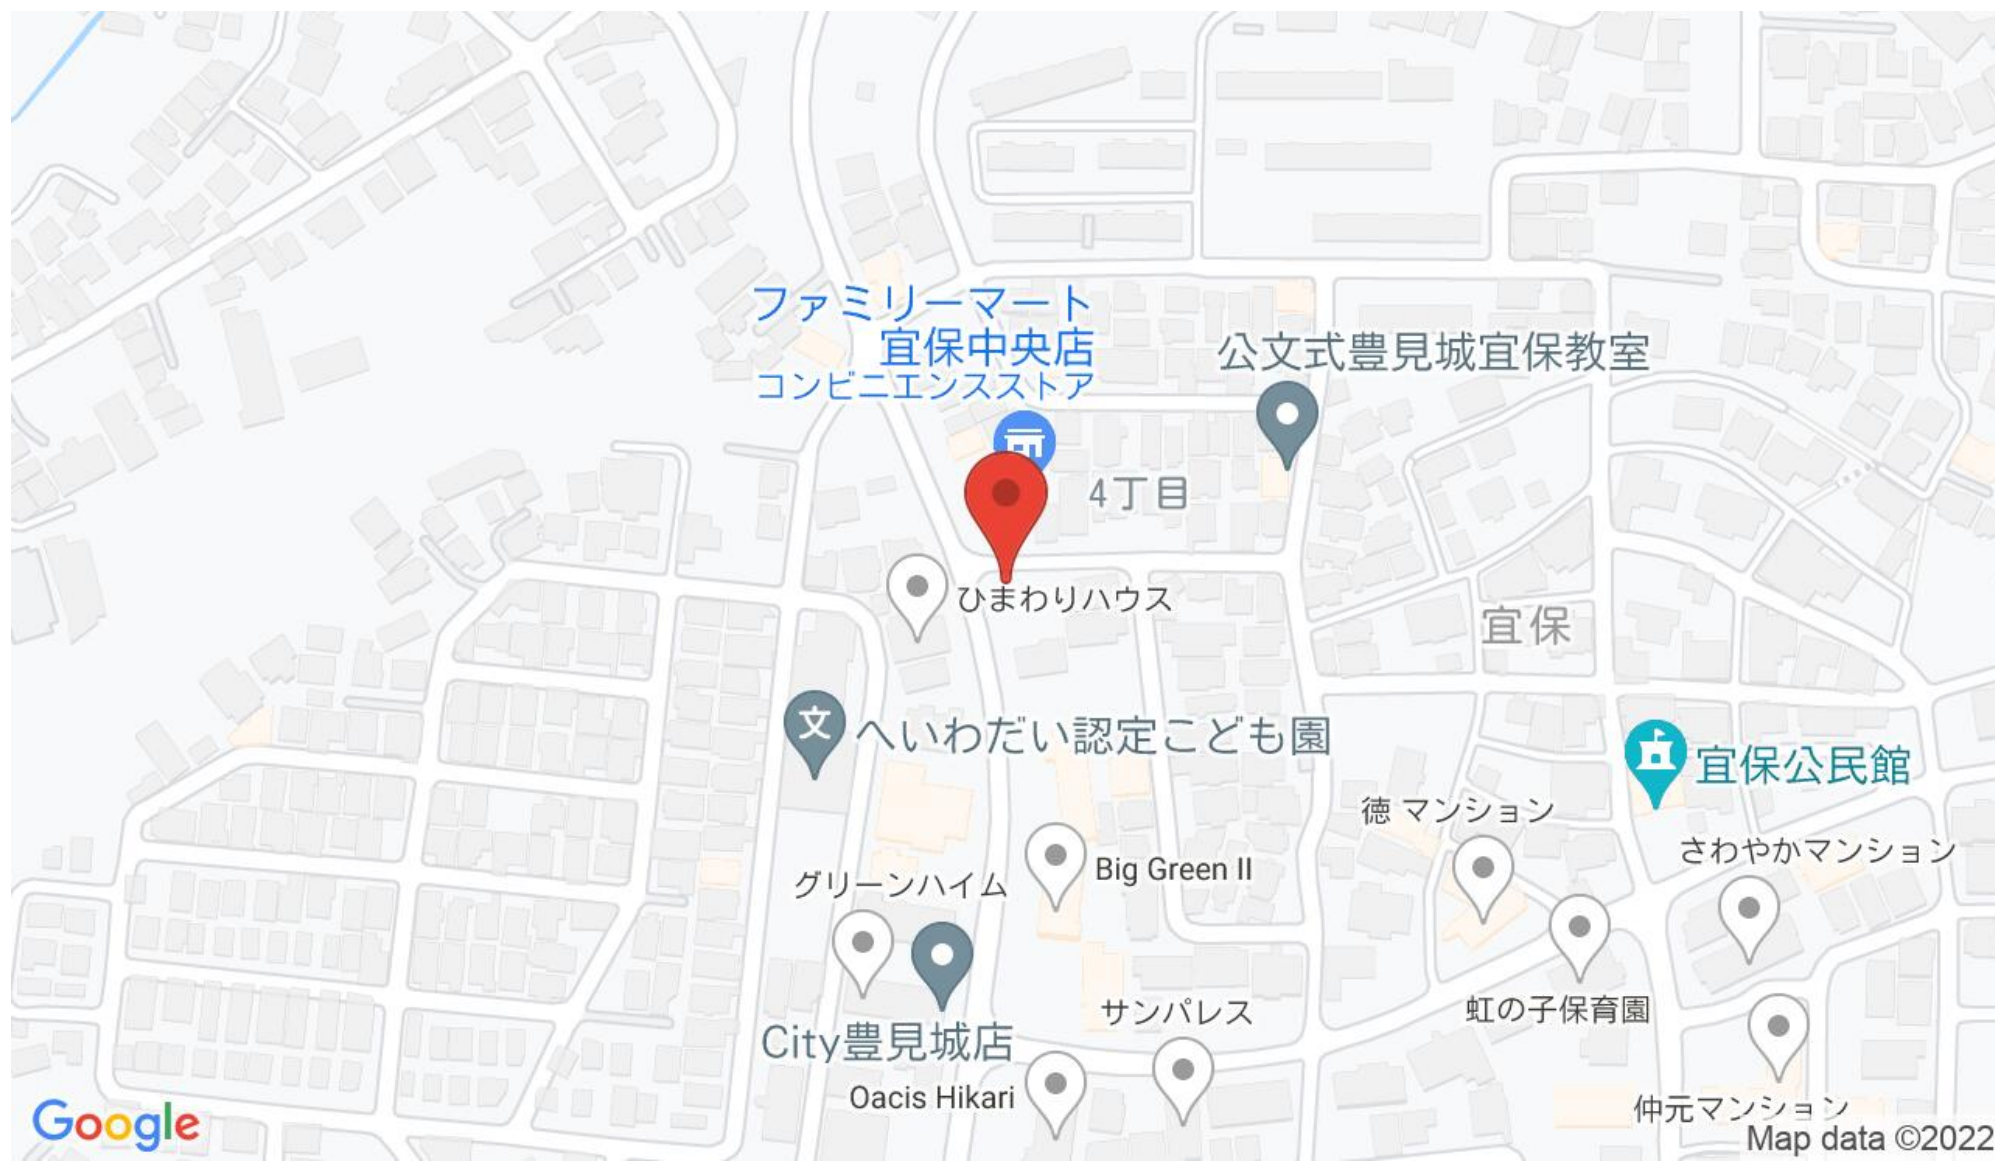 ファミリーマート
宜保中央店
コンビニエンスストア
公文式豊見城宜保教室
4丁目
ひまわりハウス
宜保
文
へいわだい認定こども園
宜保公民館
徳 マンション
さわやかマンション
Big Green II
グリーンハイム
虹の子保育園
サンパレス
City豊見城店
Oacis Hikari
仲元マンション
Google
Map data ©2022